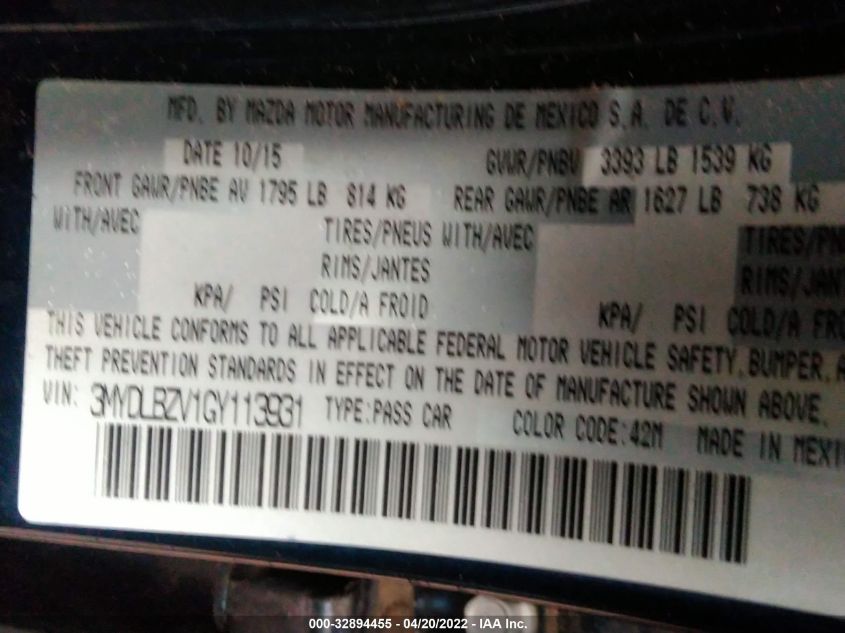 MFD. BY MAZDA MOTOR MANUFACTURING DE MEXICO S.A. DE C.V.
DATE 10/15 GVWR/PNBV 3393 LB 1539 KG
FRONT GAWR/PNBE AV 1795 LB 814 KG REAR GAWR/PNBE AR 1627 LB 738 KG
WITH/AVEC TIRES/PNEUS WITH/AVEC TIRES/PN
RIMS/JANTES RIMS/JAN
KPA/ PSI COLD/A FROID KPA/ PSI COLD/A FRO
THIS VEHICLE CONFORMS TO ALL APPLICABLE FEDERAL MOTOR VEHICLE SAFETY, BUMPER, A
THEFT PREVENTION STANDARDS IN EFFECT ON THE DATE OF MANUFACTURE SHOWN ABOVE.
VIN: 3MYDLBZV1GY113931 TYPE:PASS CAR COLOR CODE:42M MADE IN MEXI
000-32894455 - 04/20/2022 - IAA Inc.